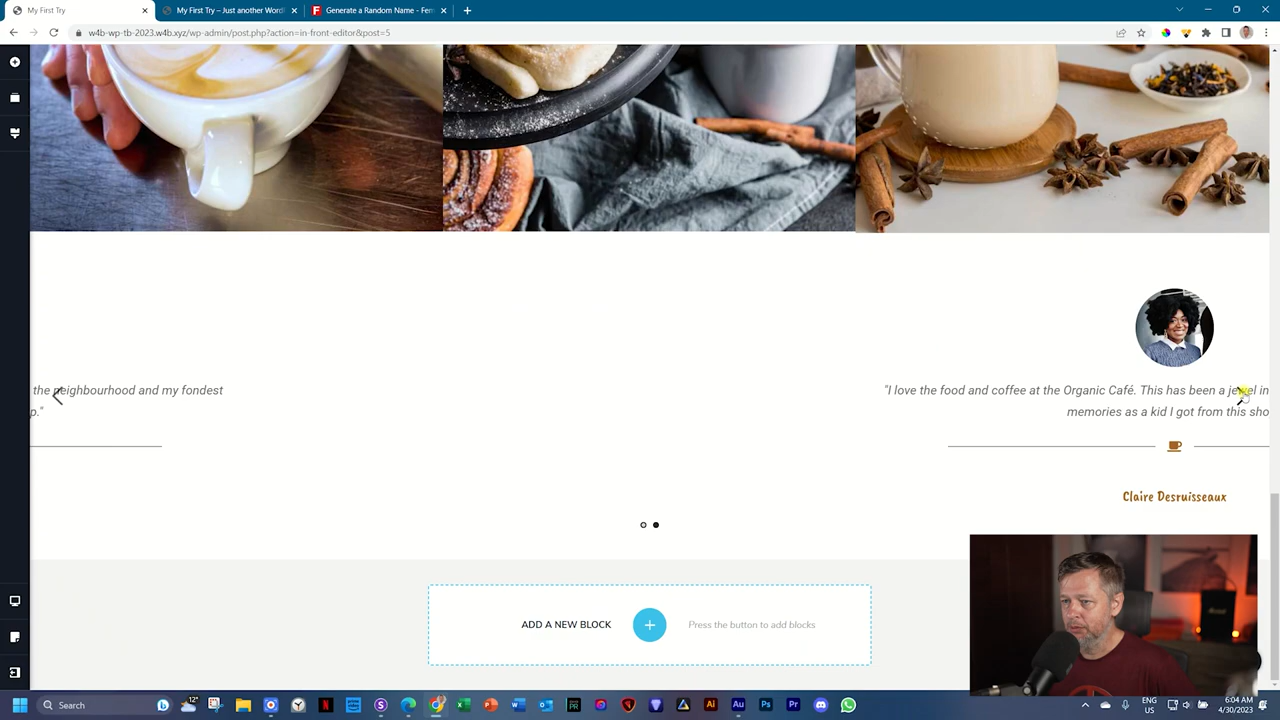 My First Try
My First Try – Just another Word
Generate a Random Name - Fe
w4b-wp-tb-2023.w4b.xyz/wp-admin/post.php?action=in-front-editor&post=5
the neighbourhood and my fondest
p."
"I love the food and coffee at the Organic Café. This has been a jewel in
memories as a kid I got from this sho
Claire Desruisseaux
ADD A NEW BLOCK
Press the button to add blocks
Search
12°
ENG
US
6:04 AM
4/30/2023